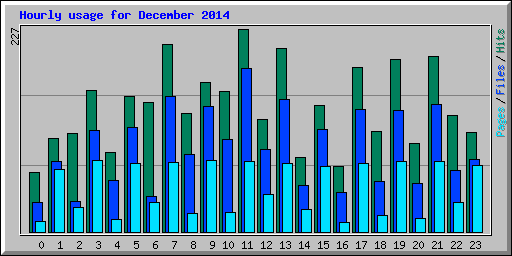 Hourly usage for December 2014
227
Pages/Files/Hits
0 1 2 3 4 5 6 7 8 9 10 11 12 13 14 15 16 17 18 19 20 21 22 23